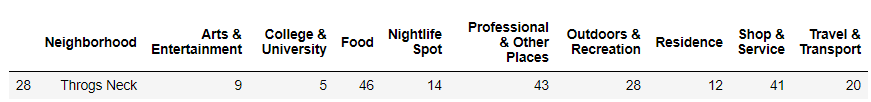 Neighborhood Arts & Entertainment College & University Food Nightlife Spot Professional & Other Places Outdoors & Recreation Residence Shop & Service Travel & Transport
28 Throgs Neck 9 5 46 14 43 28 12 41 20